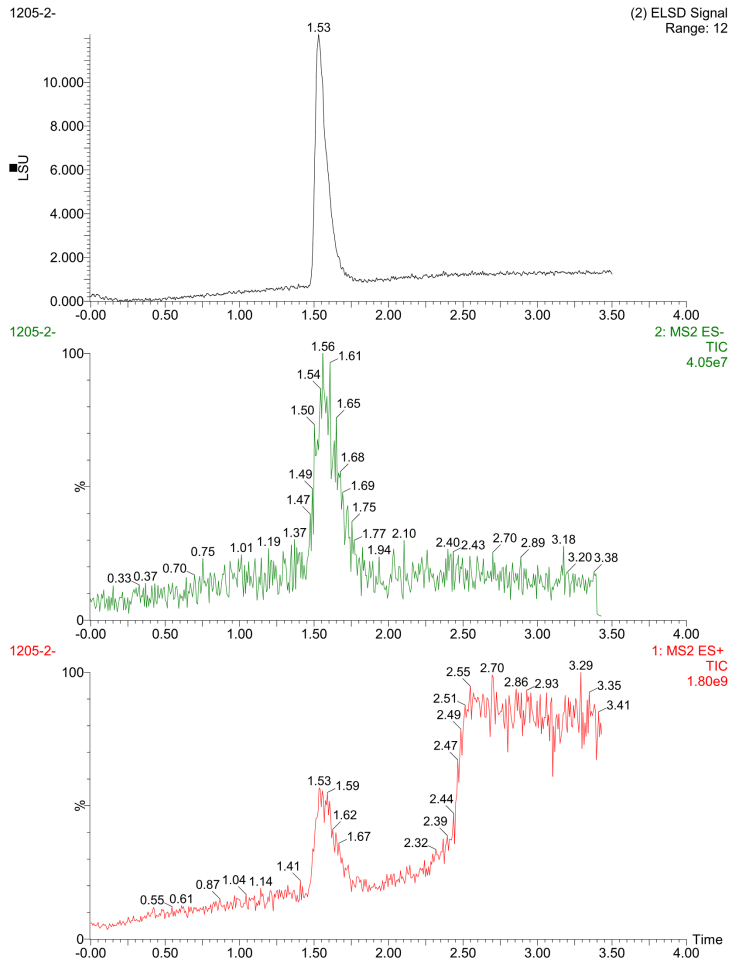 1205-2-
(2) ELSD Signal
Range: 12
1.53
10.000
8.000
6.000
4.000
2.000
0.000
LSU
-0.00 0.50 1.00 1.50 2.00 2.50 3.00 3.50 4.00
1205-2-
2: MS2 ES-
TIC
4.05e7
100
%
0
1.56
1.61
1.54
1.65
1.50
1.68
1.49
1.69
1.47
1.75
0.33 0.37 0.70 0.75 1.01 1.19 1.37 1.77 1.94 2.10 2.40 2.43 2.70 2.89 3.18 3.20 3.38
-0.00 0.50 1.00 1.50 2.00 2.50 3.00 3.50 4.00
1205-2-
1: MS2 ES+
TIC
1.80e9
100
%
0
2.55 2.70 2.86 2.93 3.29 3.35
2.51 3.41
2.49
2.47
1.53 1.59
1.62 2.44
1.67 2.39
2.32
0.55 0.61 0.87 1.04 1.14 1.41
Time
-0.00 0.50 1.00 1.50 2.00 2.50 3.00 3.50 4.00